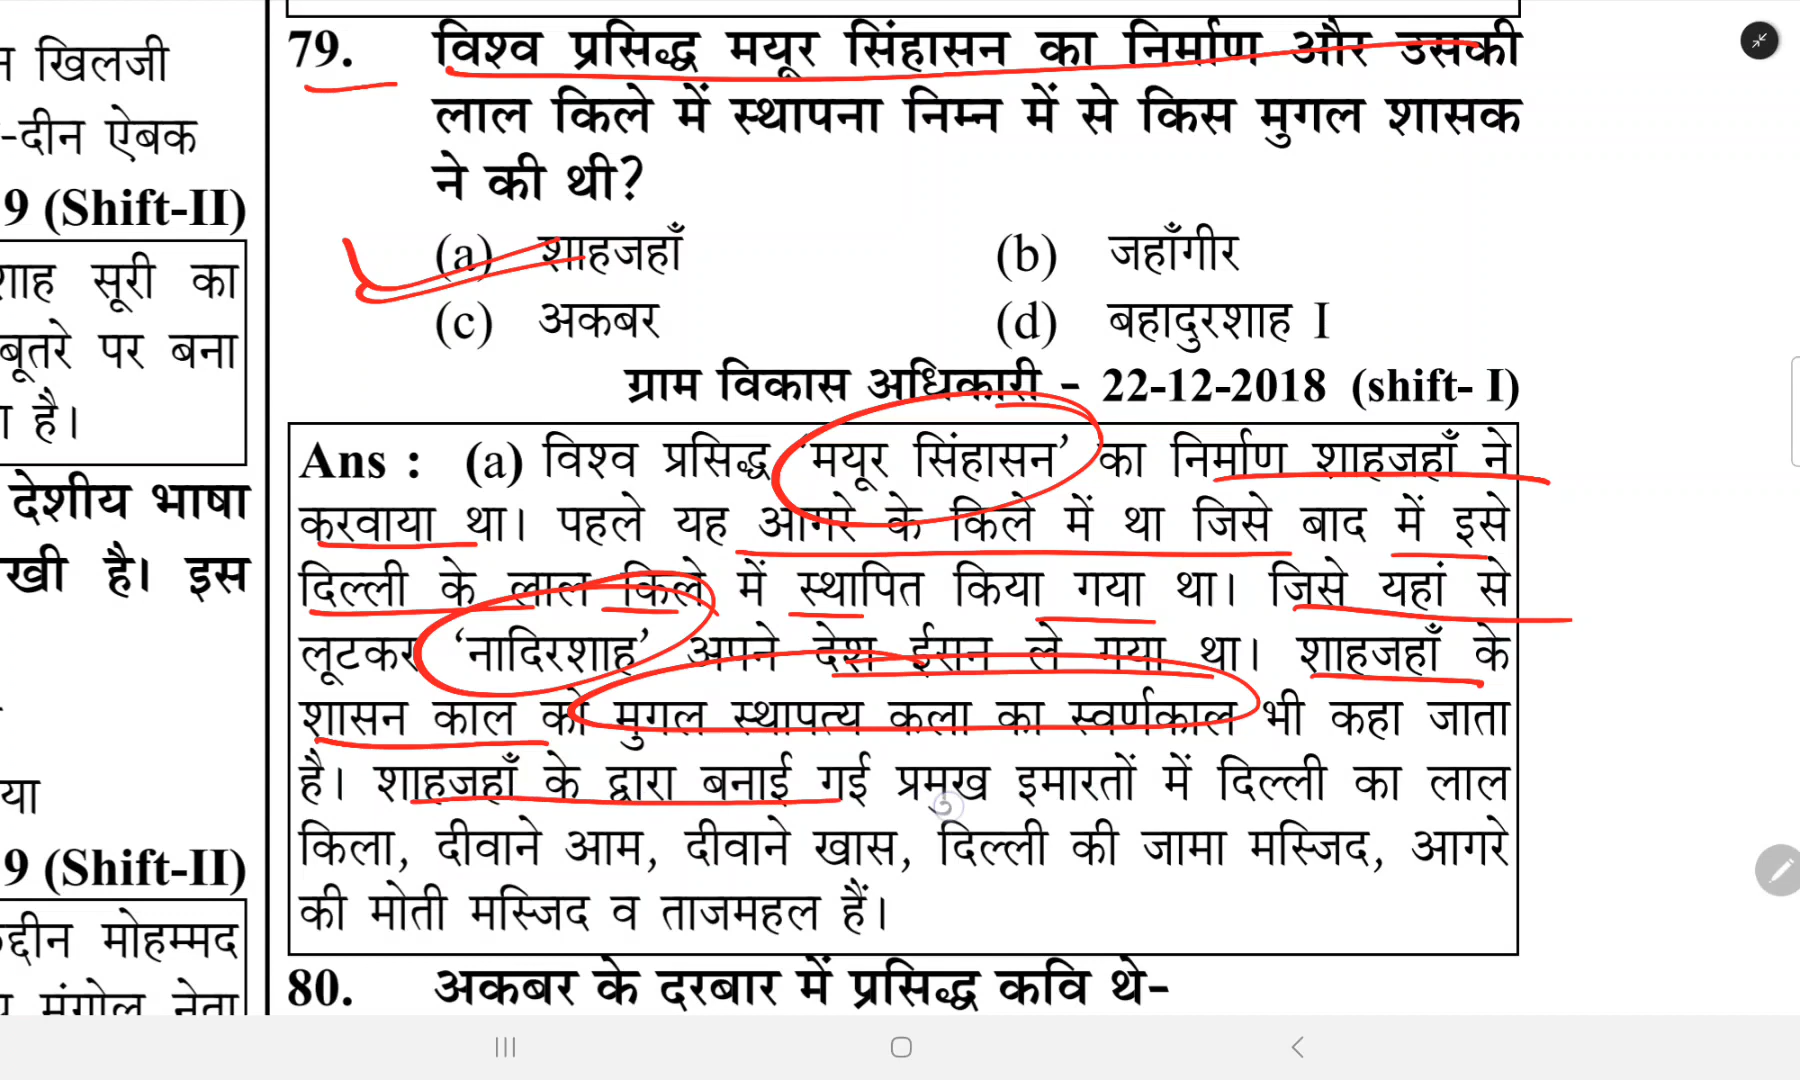 खिलजी
-दीन ऐबक
9 (Shift-II)
शाह सूरी का
बूतरे पर बना
है।
देशीय भाषा
खी है। इस
या
9 (Shift-II)
द्दीन मोहम्मद
मंगोल नेता
79. विश्व प्रसिद्ध मयूर सिंहासन का निर्माण और उसकी
लाल किले में स्थापना निम्न में से किस मुगल शासक
ने की थी?
(a) शाहजहाँ (b) जहाँगीर
(c) अकबर (d) बहादुरशाह I
ग्राम विकास अधिकारी - 22-12-2018 (shift- I)
Ans : (a) विश्व प्रसिद्ध 'मयूर सिंहासन' का निर्माण शाहजहाँ ने
करवाया था। पहले यह आगरे के किले में था जिसे बाद में इसे
दिल्ली के लाल किले में स्थापित किया गया था। जिसे यहां से
लूटकर 'नादिरशाह' अपने देश ईरान ले गया था। शाहजहाँ के
शासन काल को मुगल स्थापत्य कला का स्वर्णकाल भी कहा जाता
है। शाहजहाँ के द्वारा बनाई गई प्रमुख इमारतों में दिल्ली का लाल
किला, दीवाने आम, दीवाने खास, दिल्ली की जामा मस्जिद, आगरे
की मोती मस्जिद व ताजमहल हैं।
80. अकबर के दरबार में प्रसिद्ध कवि थे-